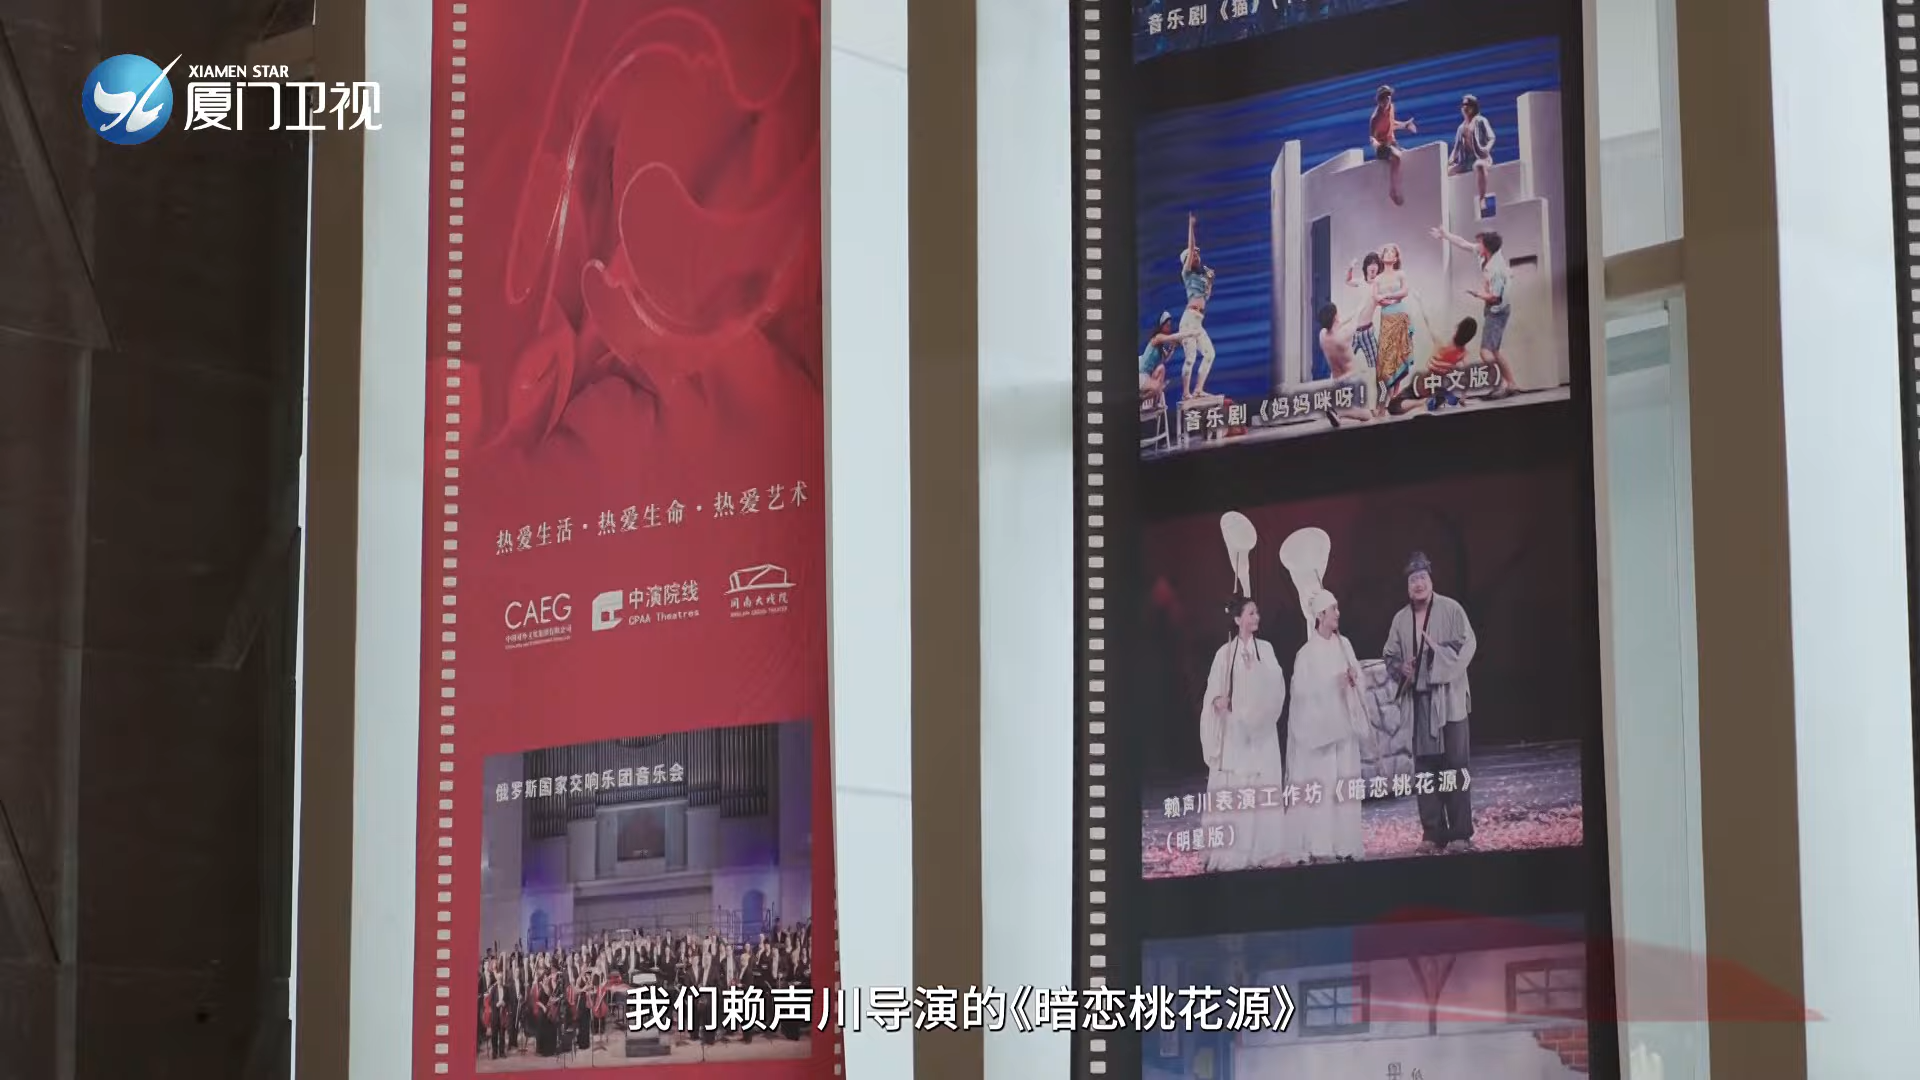 XIAMEN STAR
厦门卫视
音乐剧《猫》
音乐剧《妈妈咪呀！》（中文版）
热爱生活·热爱生命·热爱艺术
CAEG
中演院线
CPAA Theatres
闽南大戏院
俄罗斯国家交响乐团音乐会
赖声川表演工作坊《暗恋桃花源》
（明星版）
我们赖声川导演的《暗恋桃花源》